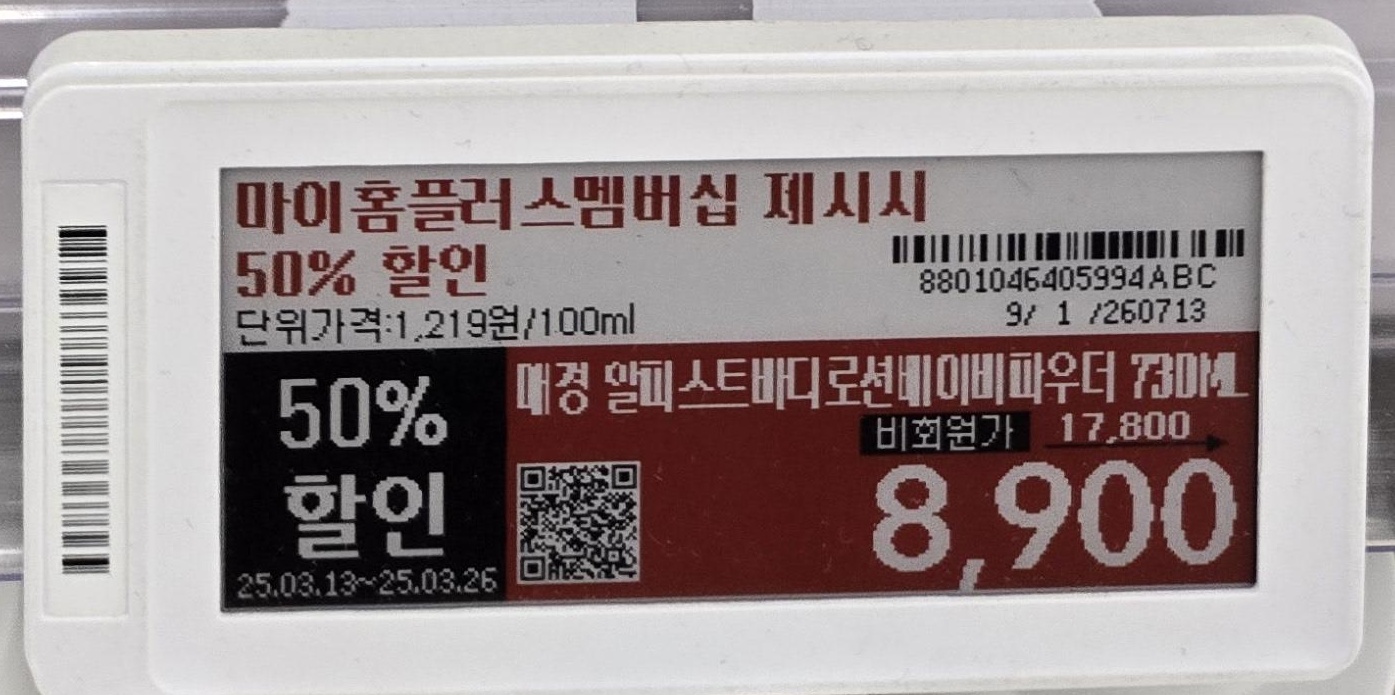 마이홈플러스멤버십 제시시
50% 할인
8801046405994ABC
단위가격:1,219원/100ml
9/ 1 /260713
50%
할인
25.03.13~25.03.26
애경 알피스트바디로션베이비파우더 730ML
비회원가 17,800
8,900